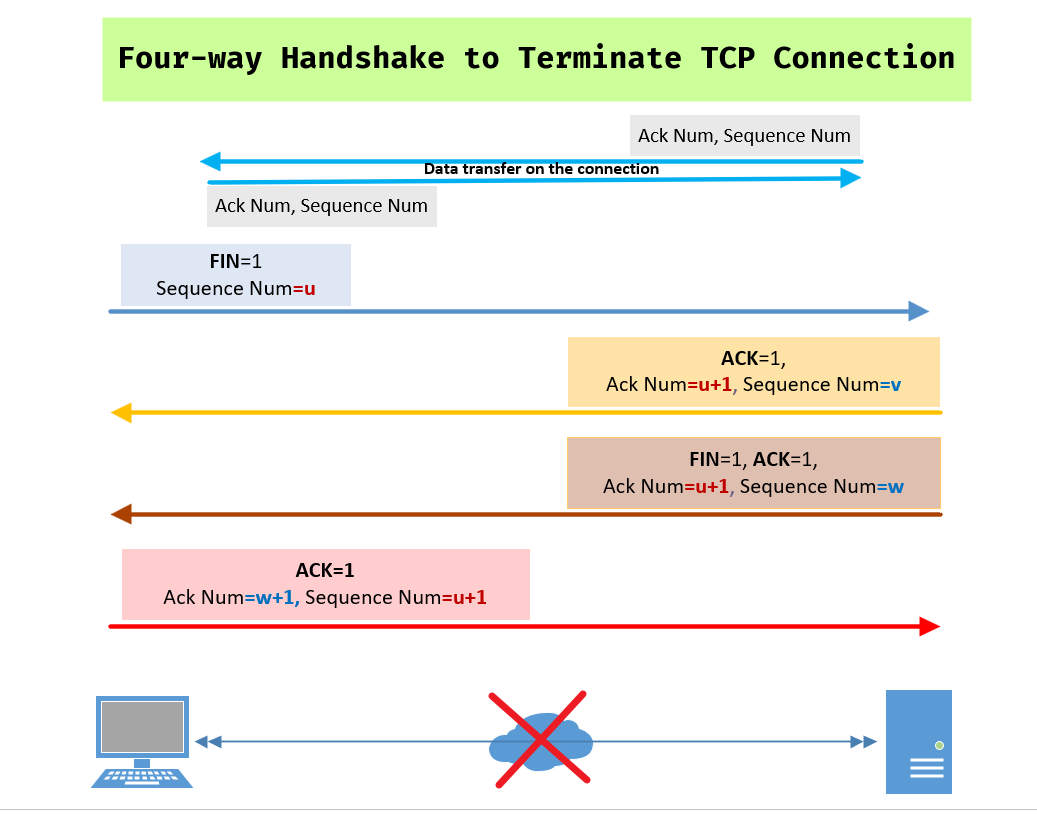 Four-way Handshake to Terminate TCP Connection
Ack Num, Sequence Num
Data transfer on the connection
Ack Num, Sequence Num
FIN=1
Sequence Num=u
ACK=1,
Ack Num=u+1, Sequence Num=v
FIN=1, ACK=1,
Ack Num=u+1, Sequence Num=w
ACK=1
Ack Num=w+1, Sequence Num=u+1